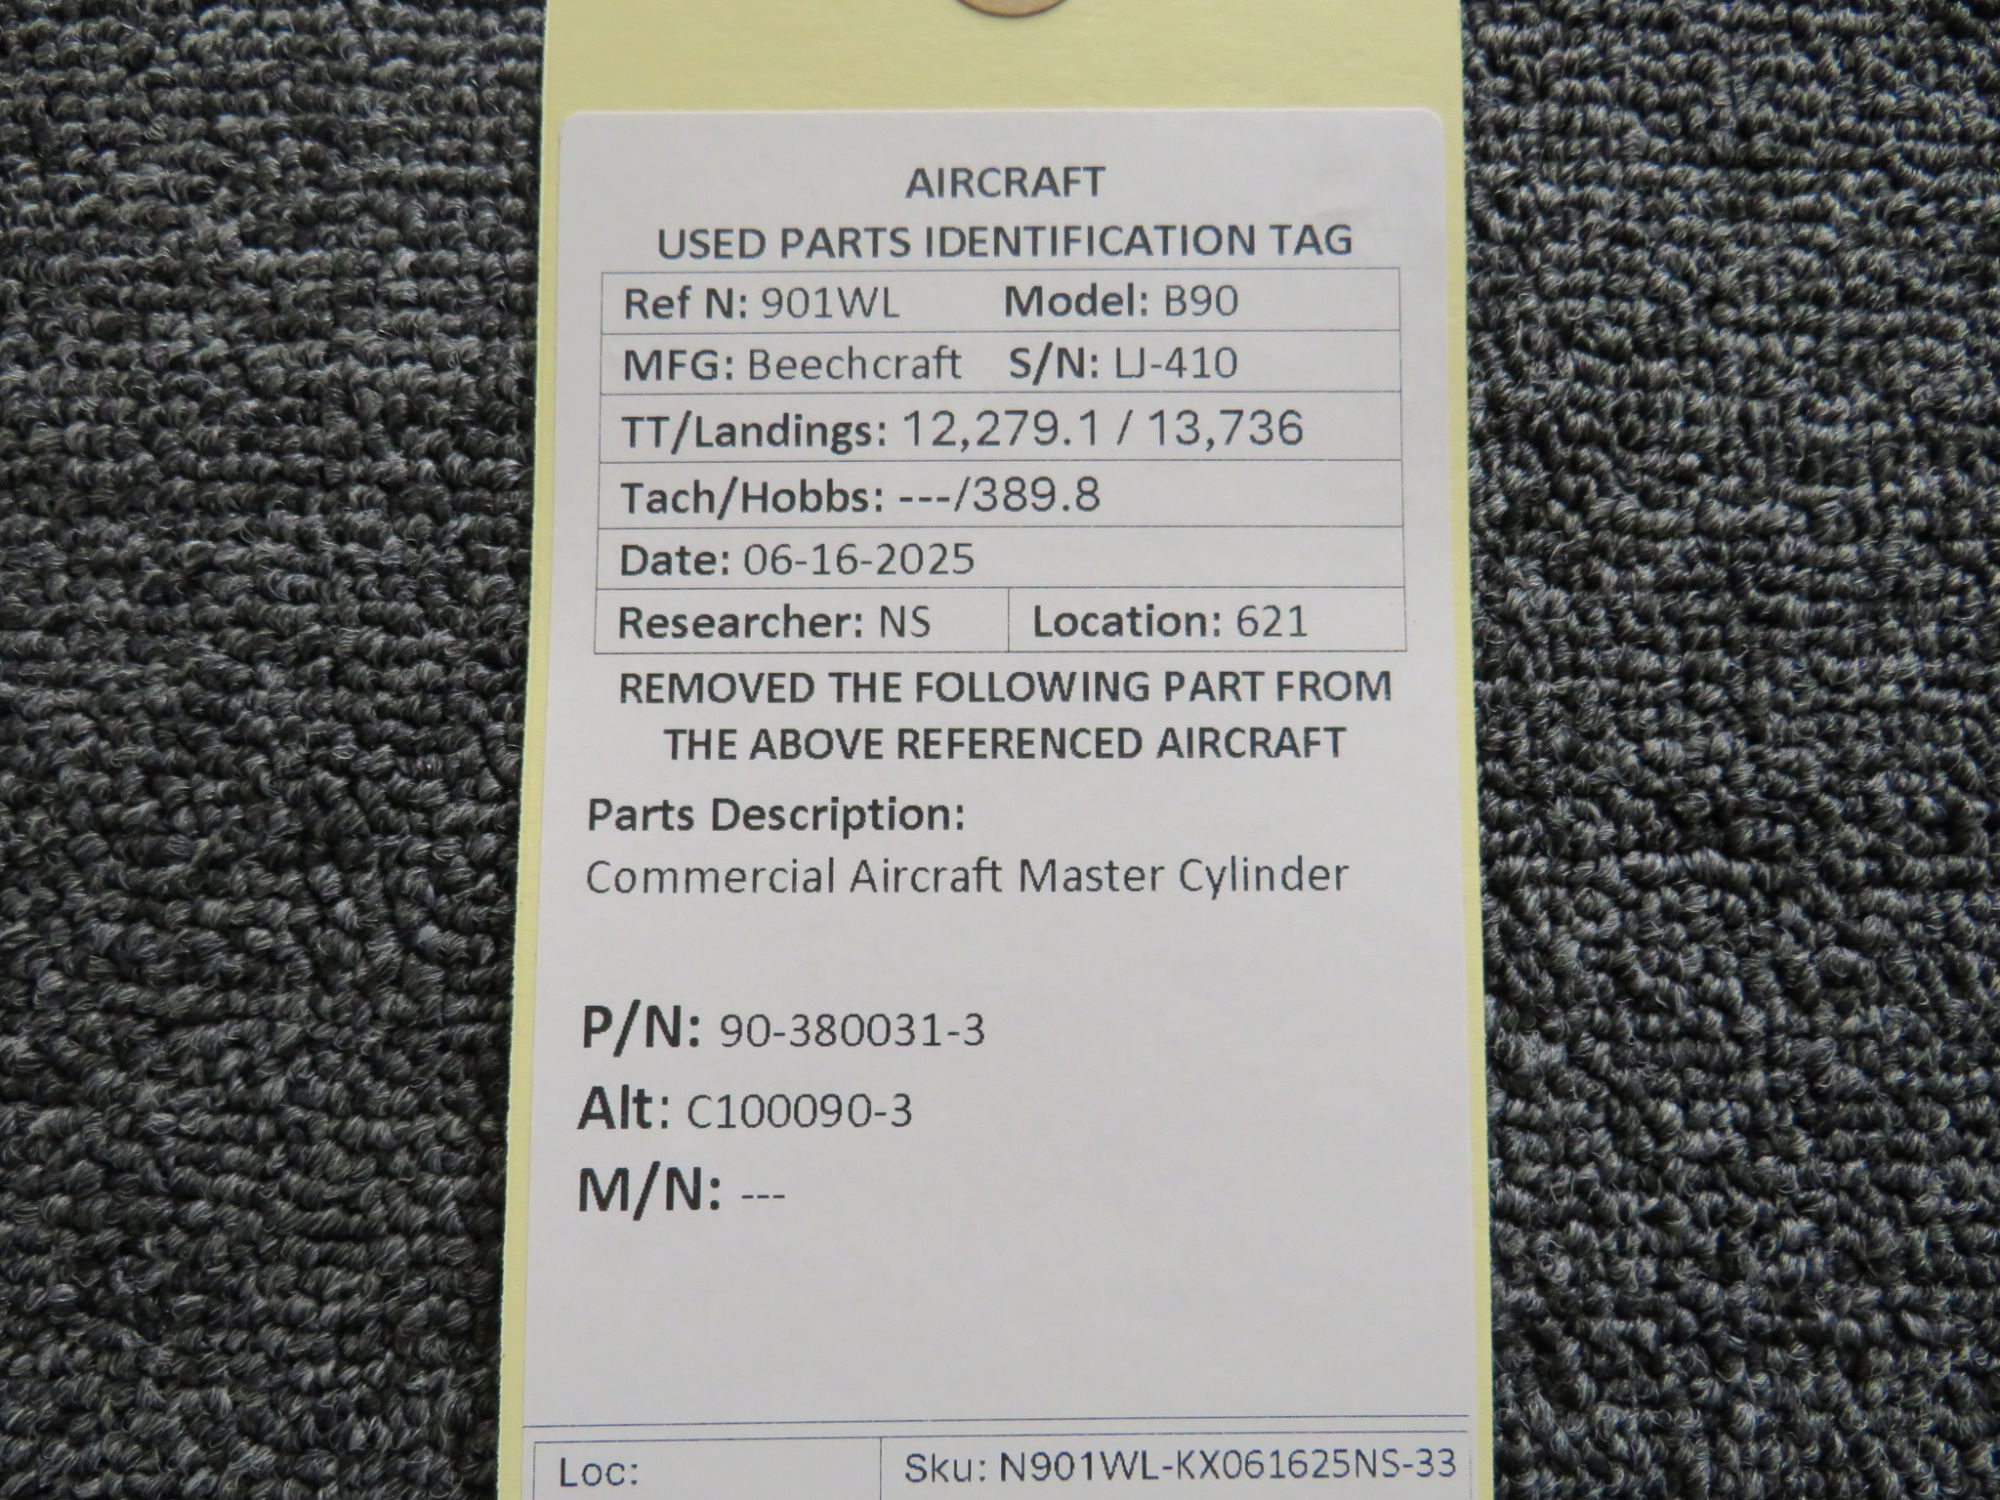 AIRCRAFT
USED PARTS IDENTIFICATION TAG
Ref N: 901WL Model: B90
MFG: Beechcraft S/N: LJ-410
TT/Landings: 12,279.1 / 13,736
Tach/Hobbs: ---/389.8
Date: 06-16-2025
Researcher: NS Location: 621
REMOVED THE FOLLOWING PART FROM
THE ABOVE REFERENCED AIRCRAFT
Parts Description:
Commercial Aircraft Master Cylinder
P/N: 90-380031-3
Alt: C100090-3
M/N: ---
Loc: Sku: N901WL-KX061625NS-33